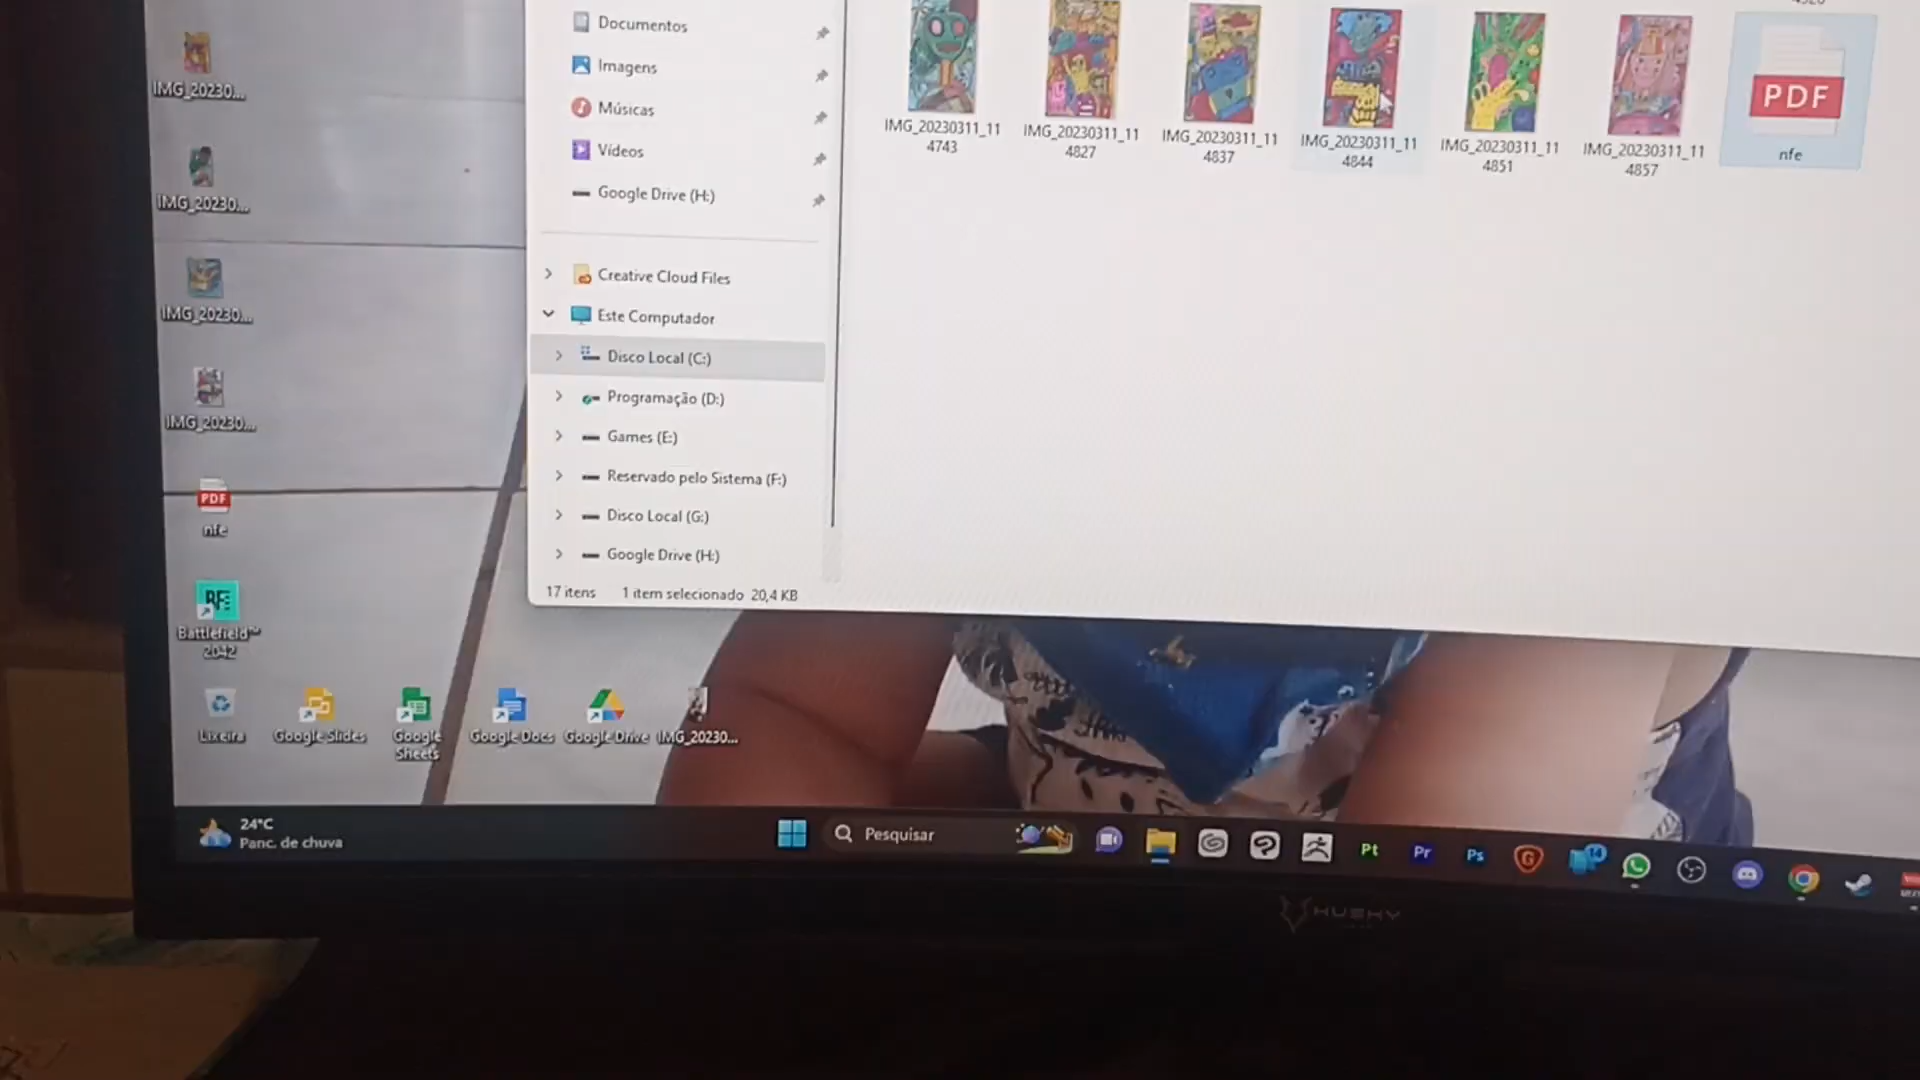 IMG_20230...
IMG_20230...
IMG_20230...
IMG_20230...
PDF
nfe
Battlefield™
2042
Lixeira
Google Slides
Google
Sheets
Google Docs
Google Drive
IMG_20230...
Documentos
Imagens
Músicas
Vídeos
Google Drive (H:)
Creative Cloud Files
Este Computador
Disco Local (C:)
Programação (D:)
Games (E:)
Reservado pelo Sistema (F:)
Disco Local (G:)
Google Drive (H:)
17 itens 1 item selecionado 20,4 KB
IMG_20230311_11
4743
IMG_20230311_11
4827
IMG_20230311_11
4837
IMG_20230311_11
4844
IMG_20230311_11
4851
IMG_20230311_11
4857
PDF
nfe
24°C
Panc. de chuva
Pesquisar
Pt
Pr
Ps
G
14
HUSKY